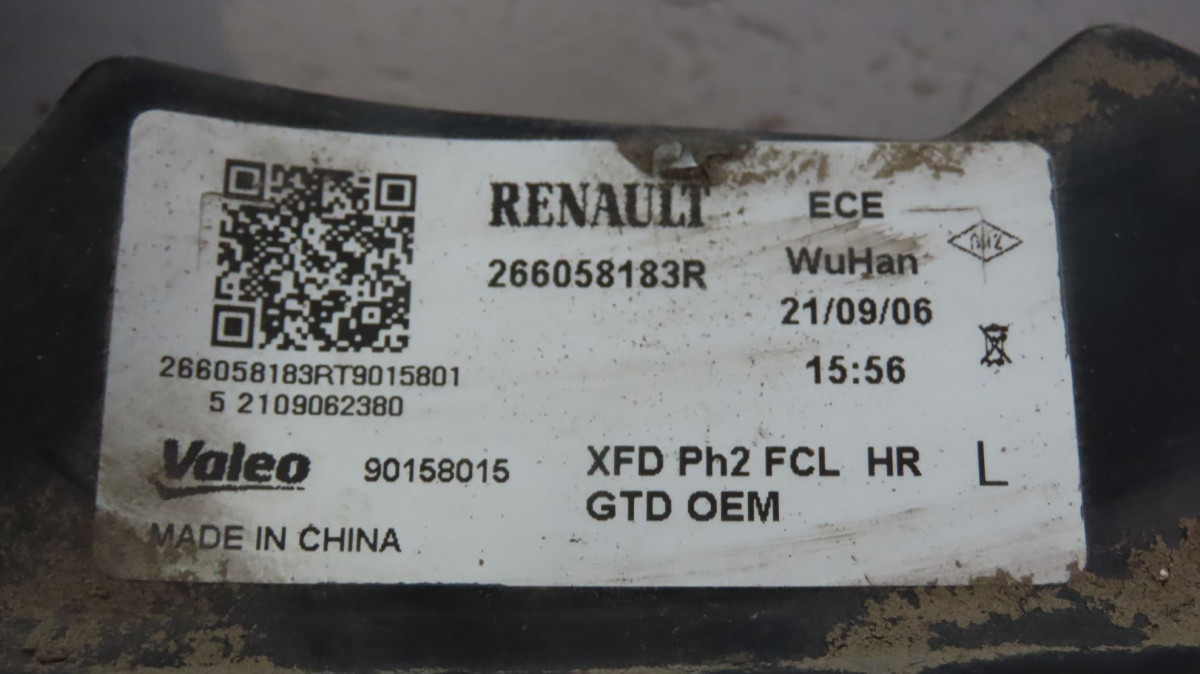 RENAULT
266058183R
ECE
WuHan
21/09/06
15:56
266058183RT9015801
5 2109062380
Valeo 90158015
MADE IN CHINA
XFD Ph2 FCL HR L
GTD OEM